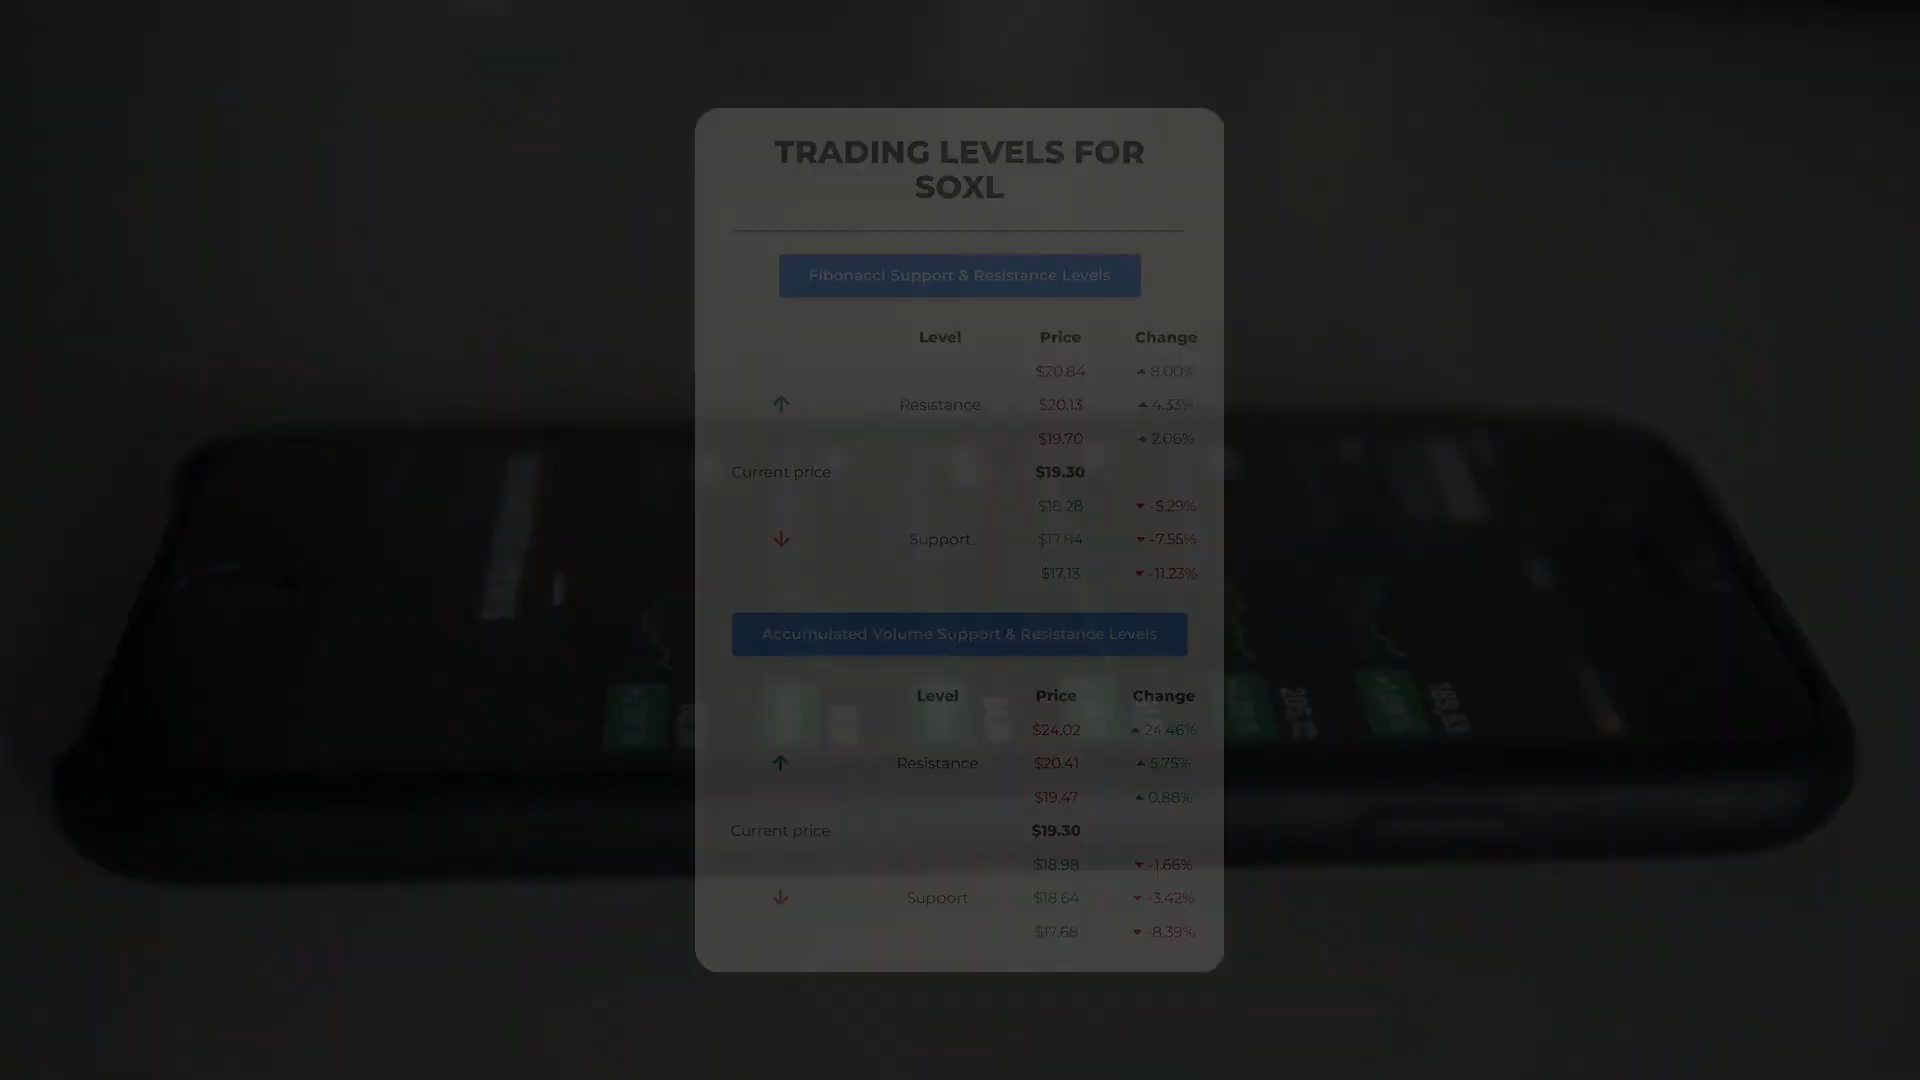 TRADING LEVELS FOR
SOXL
Fibonacci Support & Resistance Levels
Level Price Change
$20.84 8.00%
Resistance $20.13 4.33%
$19.70 2.06%
Current price $19.30
$18.28 -5.29%
Support $17.84 -7.55%
$17.13 -11.23%
Accumulated Volume Support & Resistance Levels
Level Price Change
$24.02 24.46%
Resistance $20.41 5.75%
$19.47 0.88%
Current price $19.30
$18.98 -1.66%
Support $18.64 -3.42%
$17.68 -8.39%